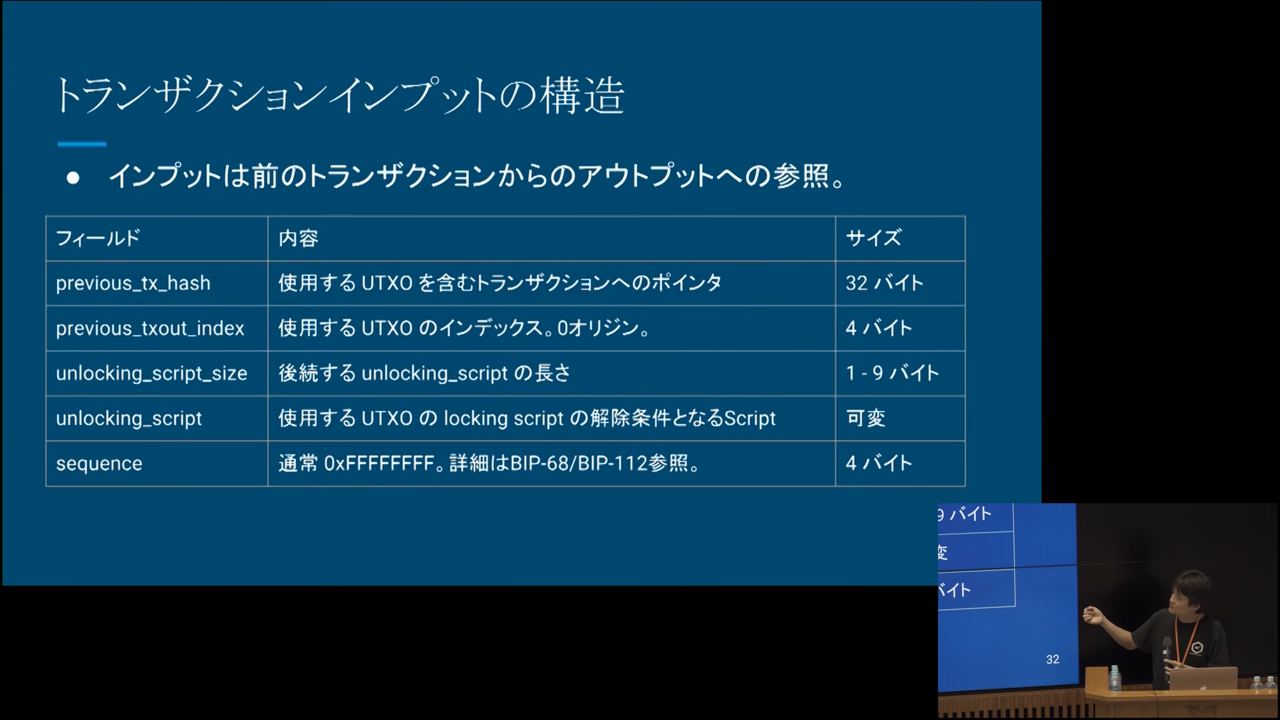 トランザクションインプットの構造
● インプットは前のトランザクションからのアウトプットへの参照。
フィールド 内容 サイズ
previous_tx_hash 使用する UTXO を含むトランザクションへのポインタ 32 バイト
previous_txout_index 使用する UTXO のインデックス。0オリジン。 4 バイト
unlocking_script_size 後続する unlocking_script の長さ 1 - 9 バイト
unlocking_script 使用する UTXO の locking script の解除条件となるScript 可変
sequence 通常 0xFFFFFFFF。詳細はBIP-68/BIP-112参照。 4 バイト
9 バイト
変
バイト
32